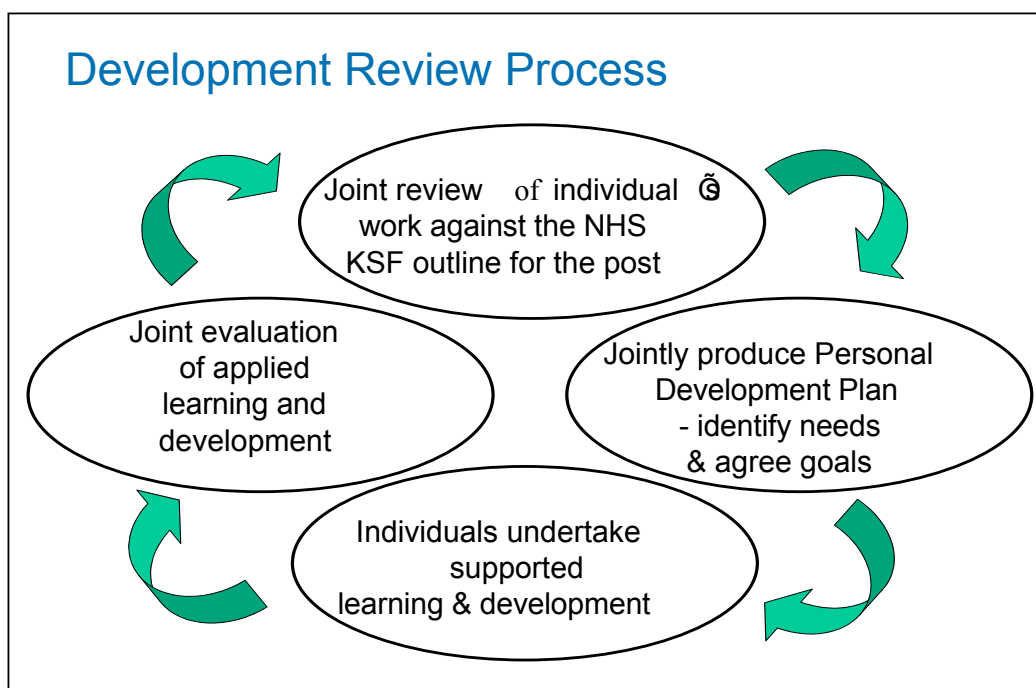 Development Review Process
Joint review of individual
work against the NHS
KSF outline for the post
Jointly produce Personal
Development Plan
- identify needs
& agree goals
Individuals undertake
supported
learning & development
Joint evaluation
of applied
learning and
development